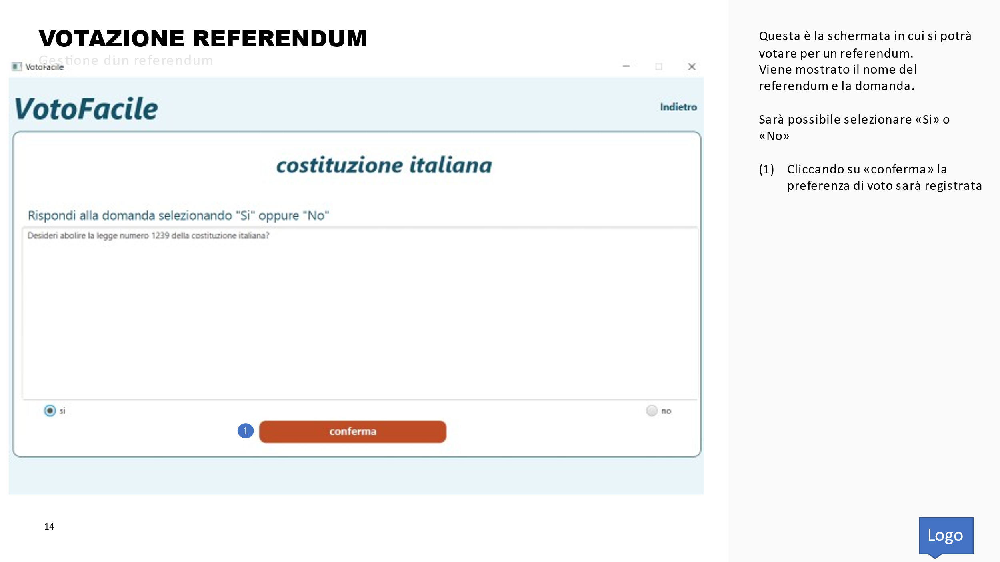 VOTAZIONE REFERENDUM
Gestione diun referendum
VotoFacile
VotoFacile
Indietro
costituzione italiana
Rispondi alla domanda selezionando "Si" oppure "No"
Desideri abolire la legge numero 1239 della costituzione italiana?
si
no
1
conferma
14
Questa è la schermata in cui si potrà
votare per un referendum.
Viene mostrato il nome del
referendum e la domanda.
Sarà possibile selezionare «Si» o
«No»
(1) Cliccando su «conferma» la
preferenza di voto sarà registrata
Logo